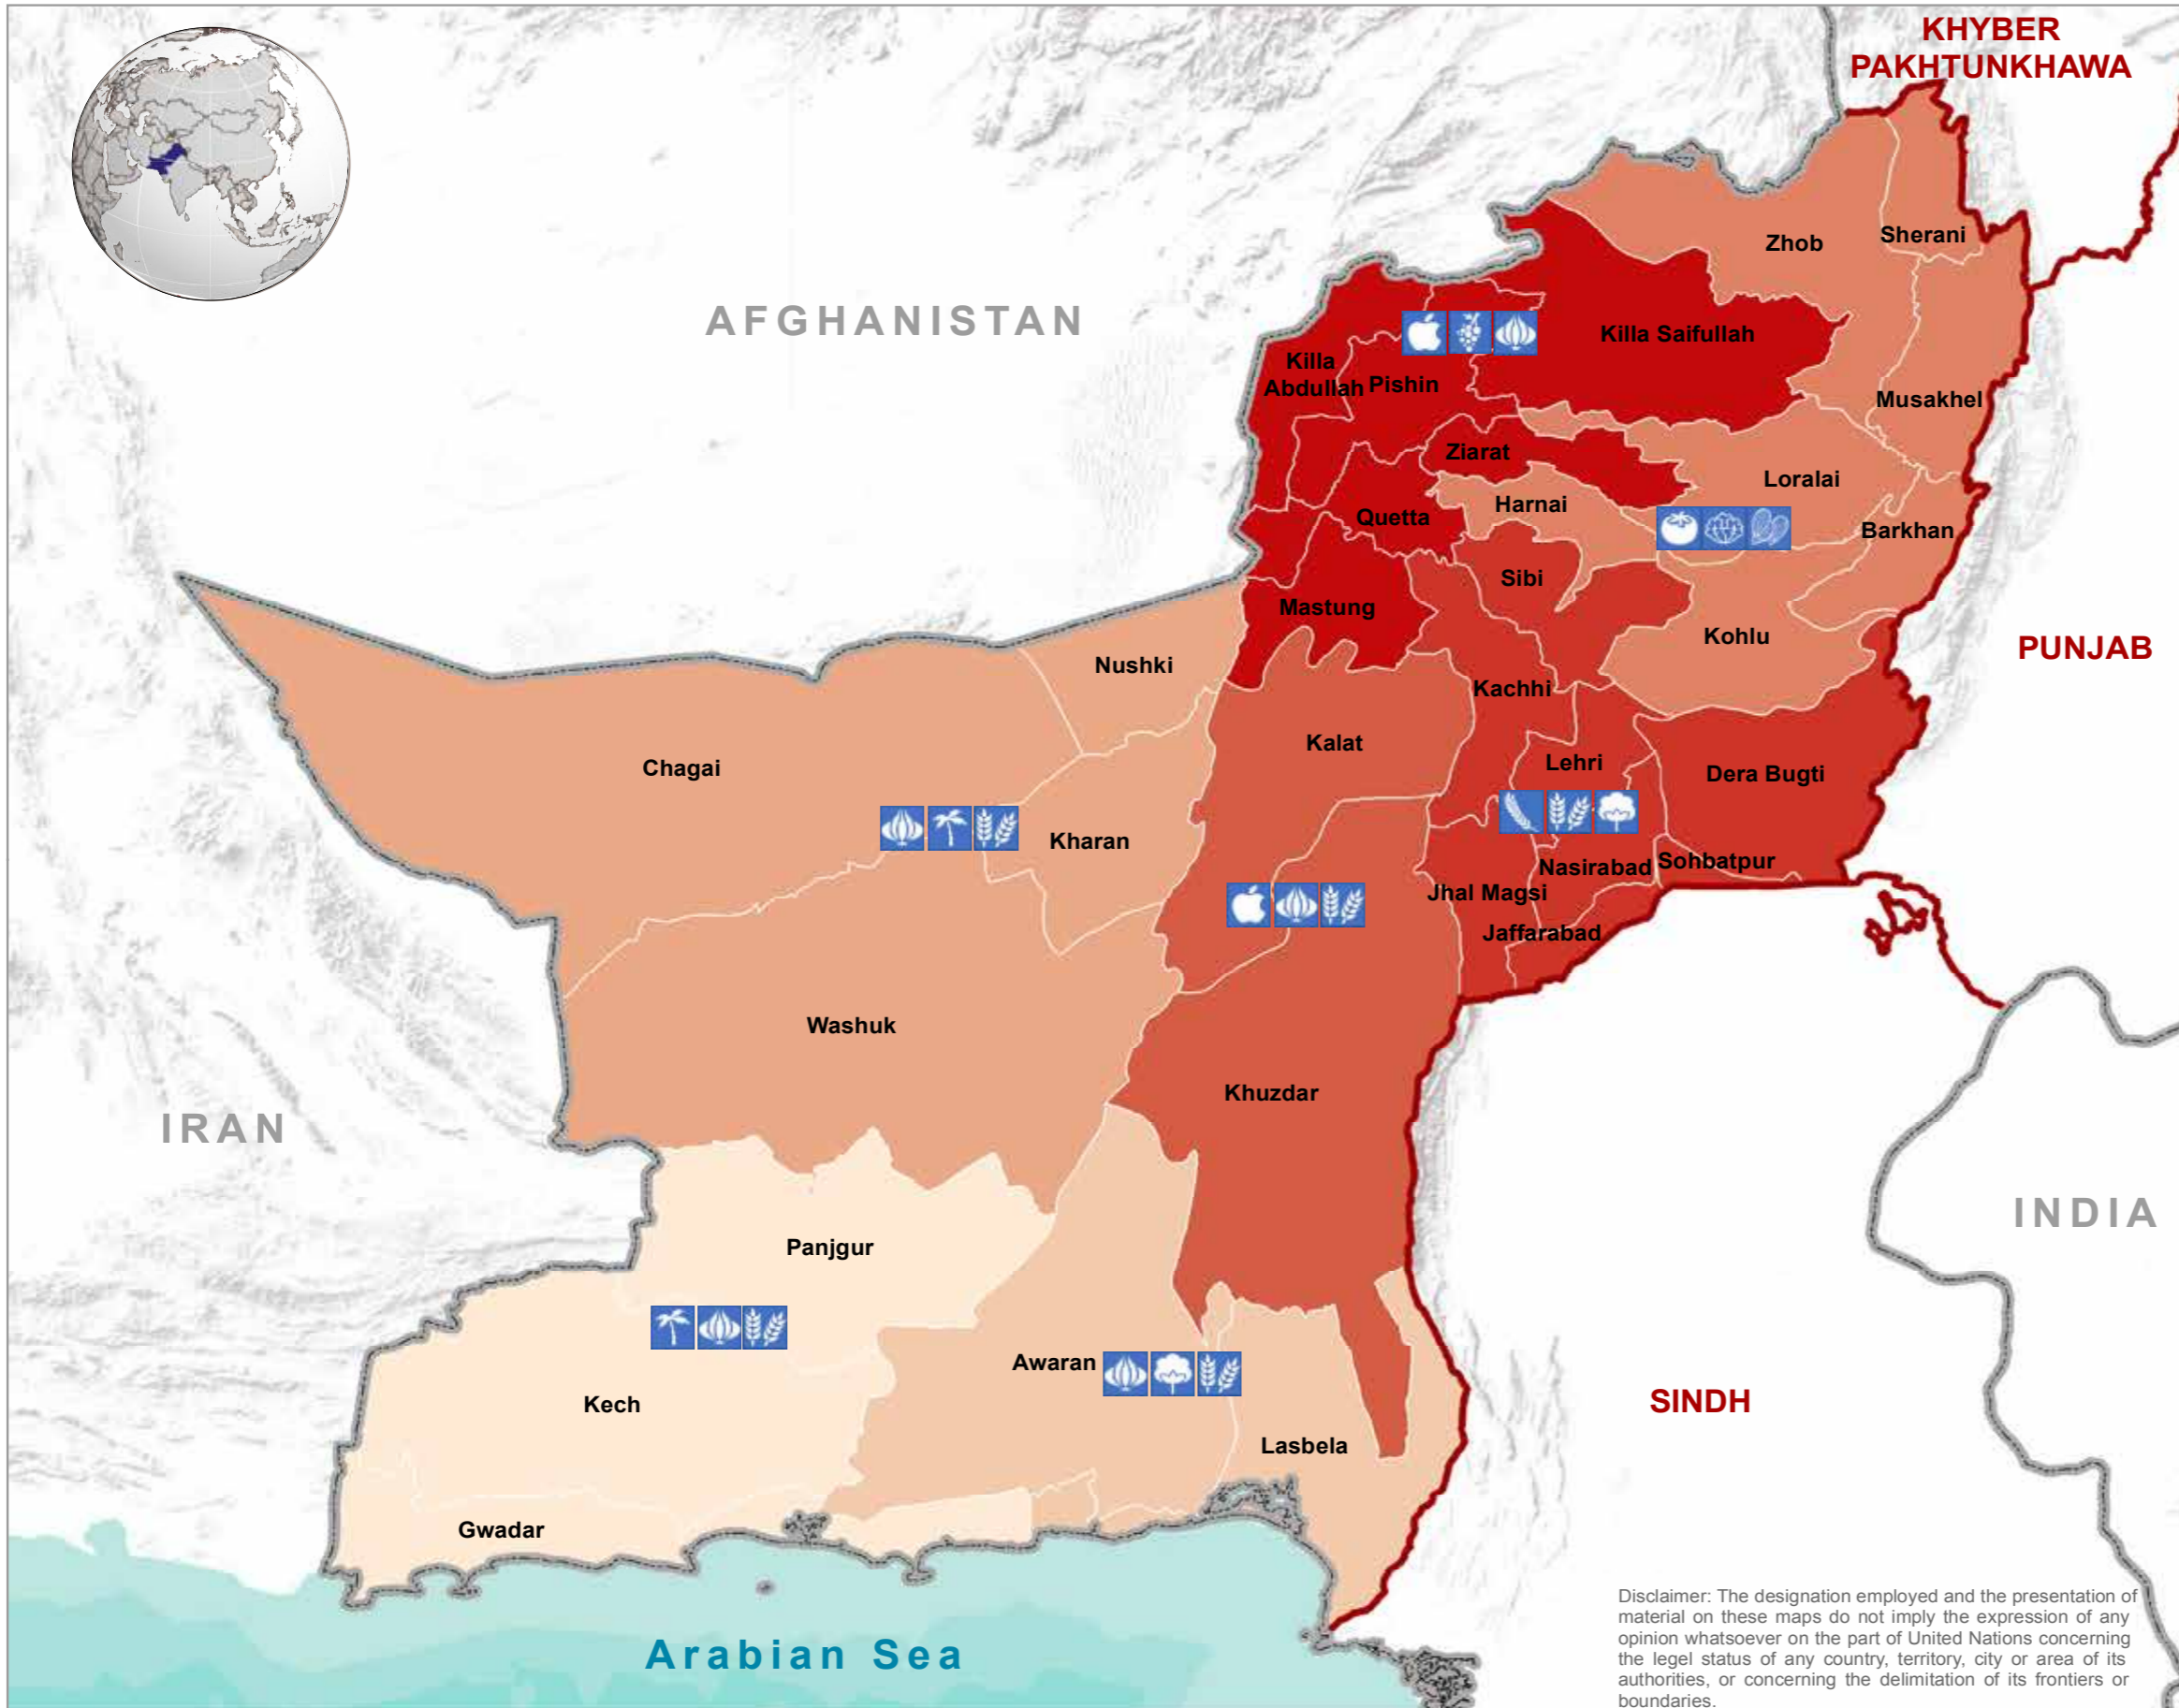 KHYBER
PAKHTUNKHAWA
Zhob
Sherani
AFGHANISTAN
Killa Saifullah
Killa
Abdullah
Pishin
Musakhel
Ziarat
Loralai
Harnai
Quetta
Barkhan
Sibi
Mastung
Kohlu
PUNJAB
Nushki
Kachhi
Kalat
Lehri
Chagai
Dera Bugti
Kharan
Nasirabad
Sohbatpur
Jhal Magsi
Jaffarabad
Washuk
Khuzdar
IRAN
INDIA
Panjgur
Awaran
Kech
SINDH
Lasbela
Gwadar
Arabian Sea
Disclaimer: The designation employed and the presentation of
material on these maps do not imply the expression of any
opinion whatsoever on the part of United Nations concerning
the legel status of any country, territory, city or area of its
authorities, or concerning the delimitation of its frontiers or
boundaries.